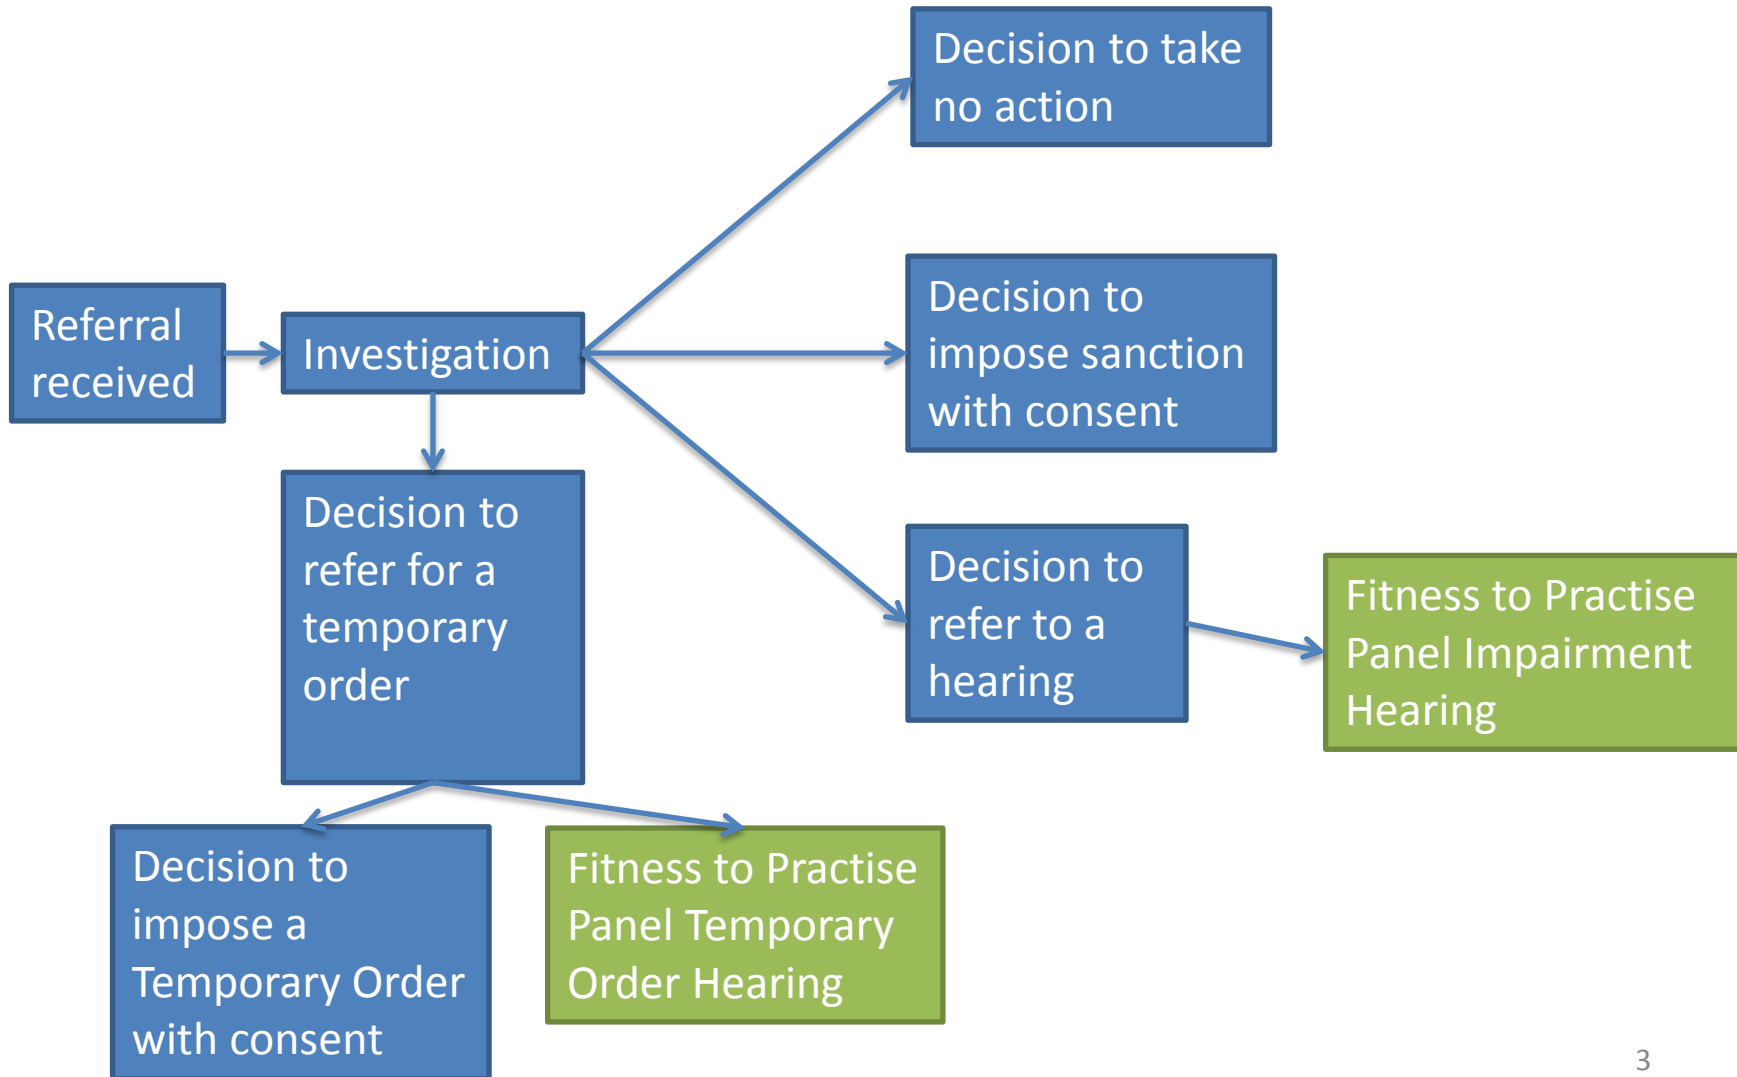 Decision to take
no action
Referral
received
Investigation
Decision to
impose sanction
with consent
Decision to
refer for a
temporary
order
Decision to
refer to a
hearing
Fitness to Practise
Panel Impairment
Hearing
Decision to
impose a
Temporary Order
with consent
Fitness to Practise
Panel Temporary
Order Hearing
3